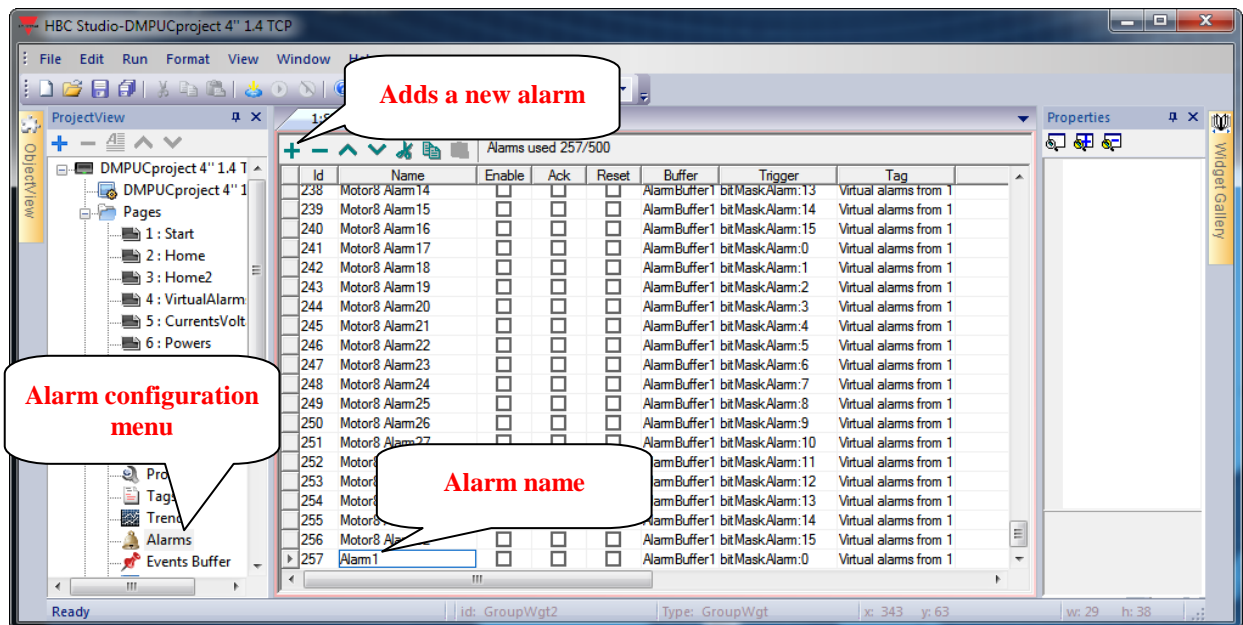 HBC Studio-DMPUCproject 4'' 1.4 TCP
File Edit Run Format View Window
Adds a new alarm
ProjectView
Properties
ObjectView
Widget Gallery
Alarms used 257/500
DMPUCproject 4'' 1.4 T
DMPUCproject 4'' 1
Pages
1 : Start
2 : Home
3 : Home2
4 : VirtualAlarm
5 : CurrentsVolt
6 : Powers
Alarm configuration
menu
Tags
Alarms
Events Buffer
Id Name Enable Ack Reset Buffer Trigger Tag
238 Motor8 Alarm14 AlarmBuffer1 bitMaskAlarm:13 Virtual alarms from 1
239 Motor8 Alarm15 AlarmBuffer1 bitMaskAlarm:14 Virtual alarms from 1
240 Motor8 Alarm16 AlarmBuffer1 bitMaskAlarm:15 Virtual alarms from 1
241 Motor8 Alarm17 AlarmBuffer1 bitMaskAlarm:0 Virtual alarms from 1
242 Motor8 Alarm18 AlarmBuffer1 bitMaskAlarm:1 Virtual alarms from 1
243 Motor8 Alarm19 AlarmBuffer1 bitMaskAlarm:2 Virtual alarms from 1
244 Motor8 Alarm20 AlarmBuffer1 bitMaskAlarm:3 Virtual alarms from 1
245 Motor8 Alarm21 AlarmBuffer1 bitMaskAlarm:4 Virtual alarms from 1
246 Motor8 Alarm22 AlarmBuffer1 bitMaskAlarm:5 Virtual alarms from 1
247 Motor8 Alarm23 AlarmBuffer1 bitMaskAlarm:6 Virtual alarms from 1
248 Motor8 Alarm24 AlarmBuffer1 bitMaskAlarm:7 Virtual alarms from 1
249 Motor8 Alarm25 AlarmBuffer1 bitMaskAlarm:8 Virtual alarms from 1
250 Motor8 Alarm26 AlarmBuffer1 bitMaskAlarm:9 Virtual alarms from 1
251 Motor8 Alarm27 AlarmBuffer1 bitMaskAlarm:10 Virtual alarms from 1
252 AlarmBuffer1 bitMaskAlarm:11 Virtual alarms from 1
253 AlarmBuffer1 bitMaskAlarm:12 Virtual alarms from 1
254 AlarmBuffer1 bitMaskAlarm:13 Virtual alarms from 1
255 AlarmBuffer1 bitMaskAlarm:14 Virtual alarms from 1
256 Motor8 AlarmBuffer1 bitMaskAlarm:15 Virtual alarms from 1
257 Alarm1 AlarmBuffer1 bitMaskAlarm:0 Virtual alarms from 1
Alarm name
Ready id: GroupWgt2 Type: GroupWgt x: 343 y: 63 w: 29 h: 38